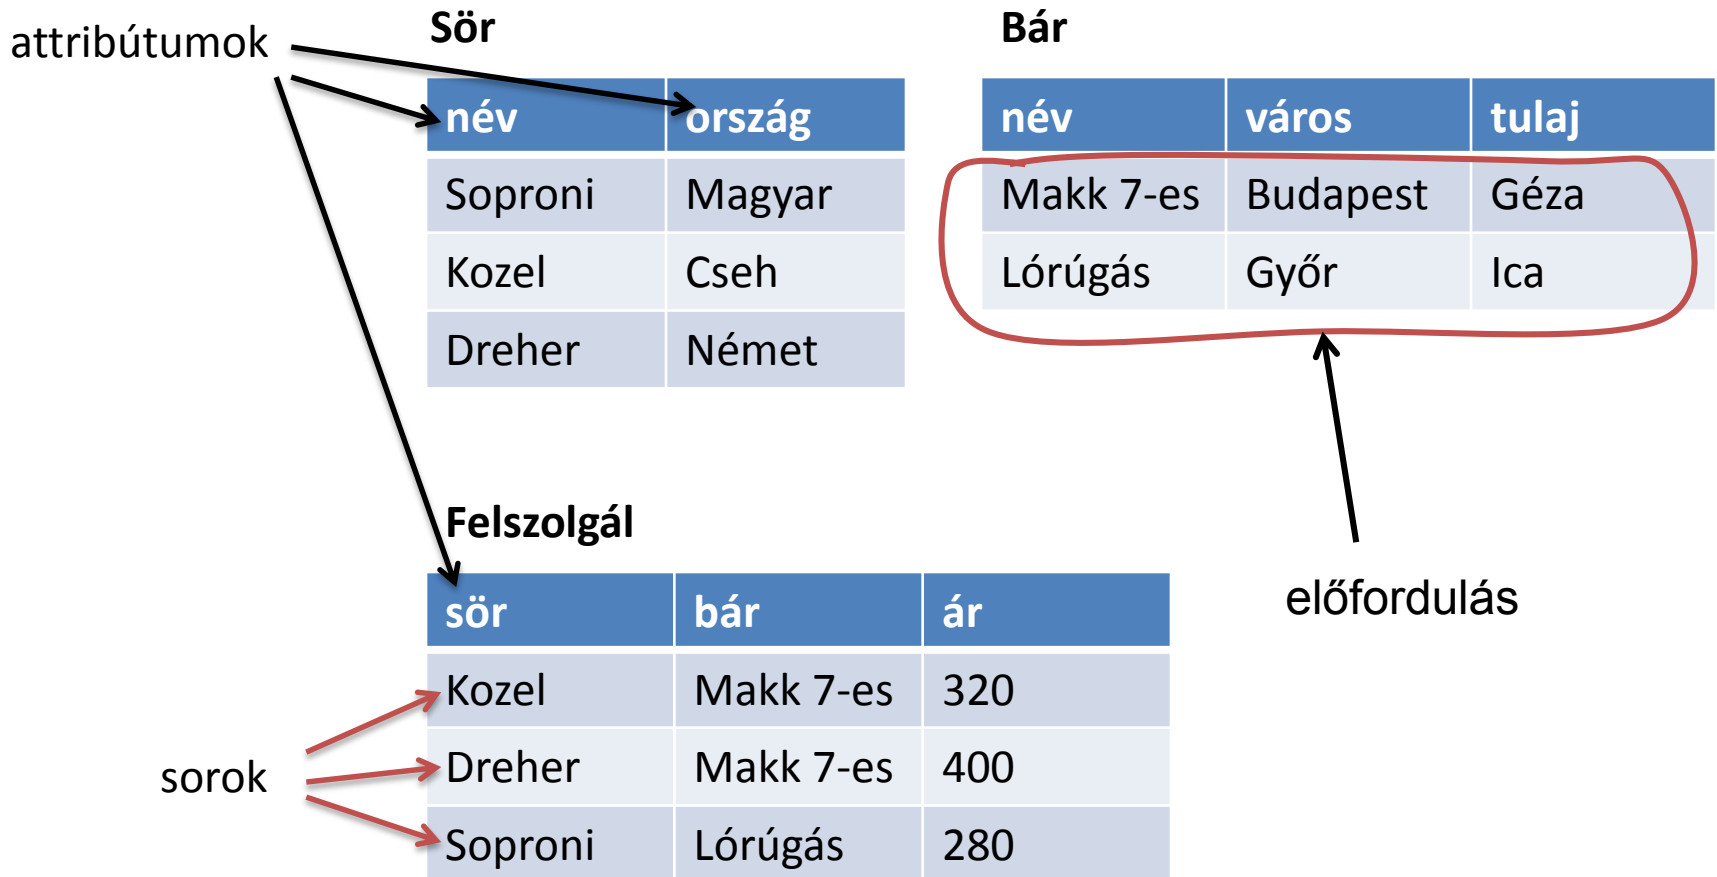 attribútumok
Sör
név ország
Soproni Magyar
Kozel Cseh
Dreher Német
Bár
név város tulaj
Makk 7-es Budapest Géza
Lórúgás Győr Ica
előfordulás
Felszolgál
sör bár ár
Kozel Makk 7-es 320
Dreher Makk 7-es 400
Soproni Lórúgás 280
sorok